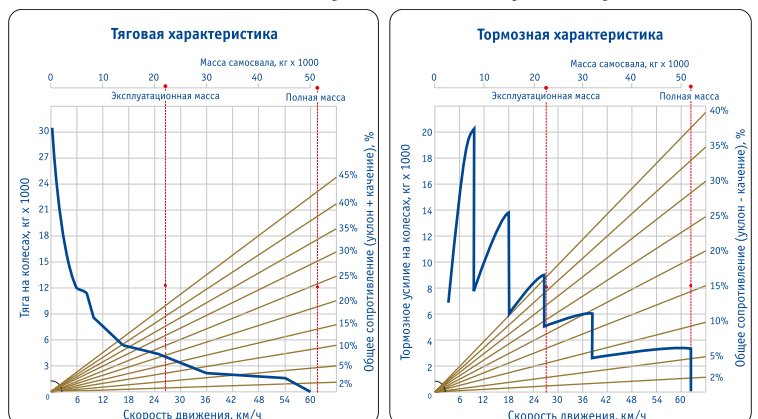 Тяговая характеристика
Масса самосвала, кг x 1000
0 10 20 30 40 50
Эксплуатационная масса
Полная масса
30
27
24
21
18
15
12
9
6
3
0
Тяга на колесах, кг x 1000
45%
40%
35%
30%
25%
20%
15%
10%
5%
2%
Общее сопротивление (уклон + качение), %
6 12 18 24 30 36 42 48 55 60
Скорость движения, км/ч
Тормозная характеристика
Масса самосвала, кг x 1000
0 10 20 30 40 50
Эксплуатационная масса
Полная масса
20
18
16
14
12
10
8
6
4
2
0
Тормозное усилие на колесах, кг x 1000
40%
35%
30%
25%
20%
15%
10%
5%
2%
Общее сопротивление (уклон - качение), %
6 12 18 24 30 36 42 48 54 60
Скорость движения, км/ч